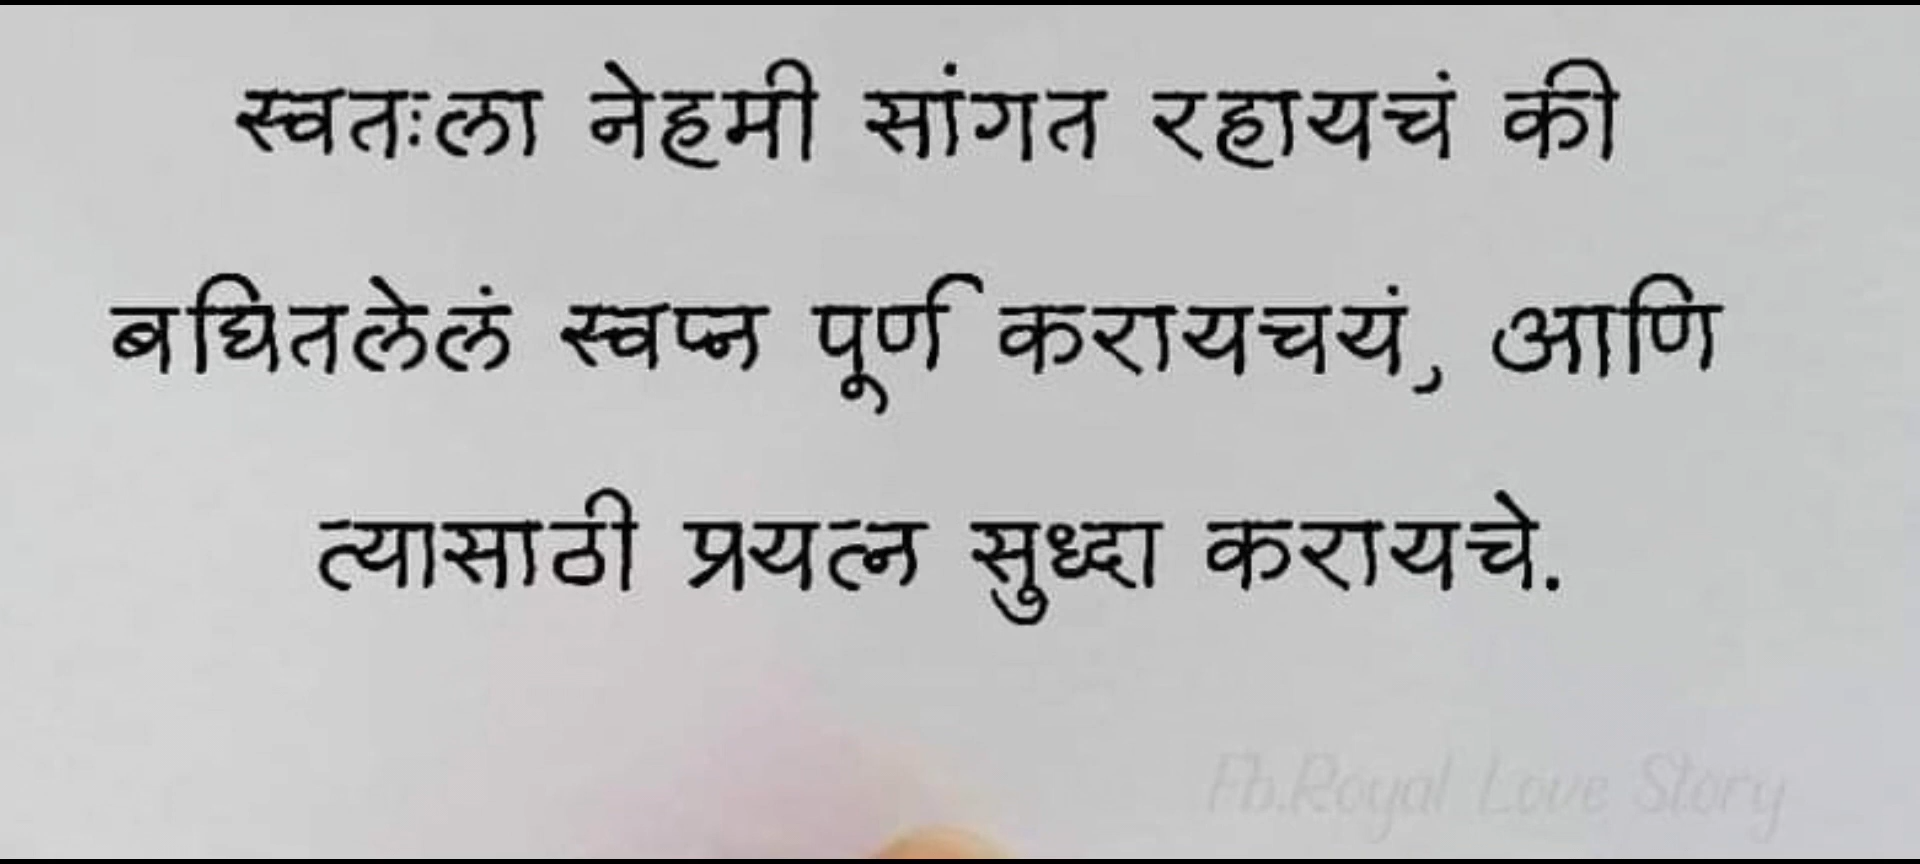 स्वतःला नेहमी सांगत रहायचं की
बघितलेलं स्वप्न पूर्ण करायचयं, आणि
त्यासाठी प्रयत्न सुध्दा करायचे.
Fb.Royal Love Story